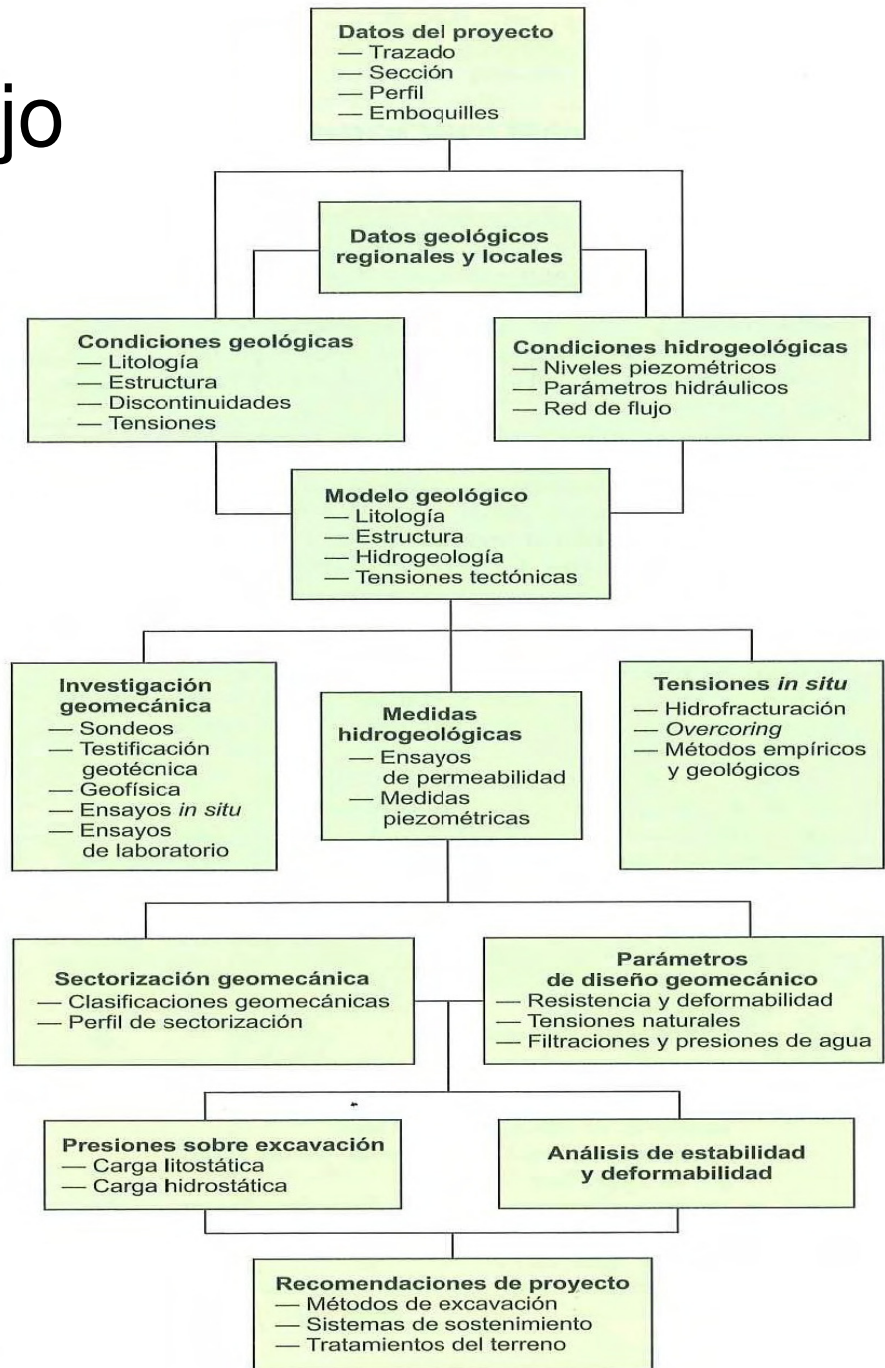 jo
Datos del proyecto
— Trazado
— Sección
— Perfil
— Emboquilles
Datos geológicos
regionales y locales
Condiciones geológicas
— Litología
— Estructura
— Discontinuidades
— Tensiones
Condiciones hidrogeológicas
— Niveles piezométricos
— Parámetros hidráulicos
— Red de flujo
Modelo geológico
— Litología
— Estructura
— Hidrogeología
— Tensiones tectónicas
Investigación
geomecánica
— Sondeos
— Testificación
geotécnica
— Geofísica
— Ensayos in situ
— Ensayos
de laboratorio
Medidas
hidrogeológicas
— Ensayos
de permeabilidad
— Medidas
piezométricas
Tensiones in situ
— Hidrofracturación
— Overcoring
— Métodos empíricos
y geológicos
Sectorización geomecánica
— Clasificaciones geomecánicas
— Perfil de sectorización
Parámetros
de diseño geomecánico
— Resistencia y deformabilidad
— Tensiones naturales
— Filtraciones y presiones de agua
Presiones sobre excavación
— Carga litostática
— Carga hidrostática
Análisis de estabilidad
y deformabilidad
Recomendaciones de proyecto
— Métodos de excavación
— Sistemas de sostenimiento
— Tratamientos del terreno